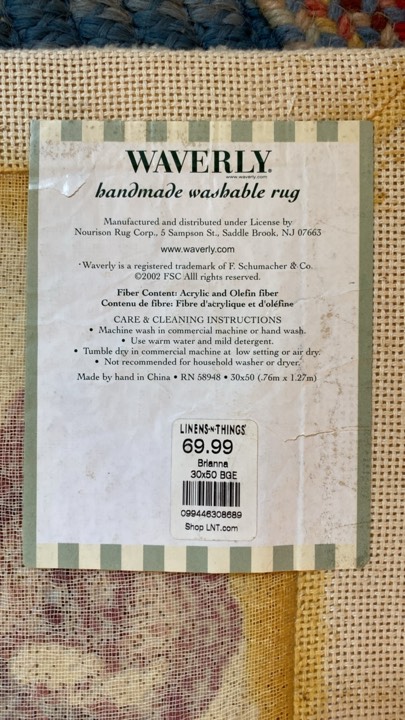 WAVERLY®
www.waverly.com
handmade washable rug
Manufactured and distributed under License by
Nourison Rug Corp., 5 Sampson St., Saddle Brook, NJ 07663
www.waverly.com
*Waverly is a registered trademark of F. Schumacher & Co.
©2002 FSC Alll rights reserved.
Fiber Content: Acrylic and Olefin fiber
Contenu de fibre: Fibre d'acrylique et d'oléfine
CARE & CLEANING INSTRUCTIONS
• Machine wash in commercial machine or hand wash.
• Use warm water and mild detergent.
• Tumble dry in commercial machine at low setting or air dry.
• Not recommended for household washer or dryer.
Made by hand in China • RN 58948 • 30x50 (.76m x 1.27m)
LINENS-N-THINGS
69.99
Brianna
30x50 BGE
099446308689
Shop LNT.com